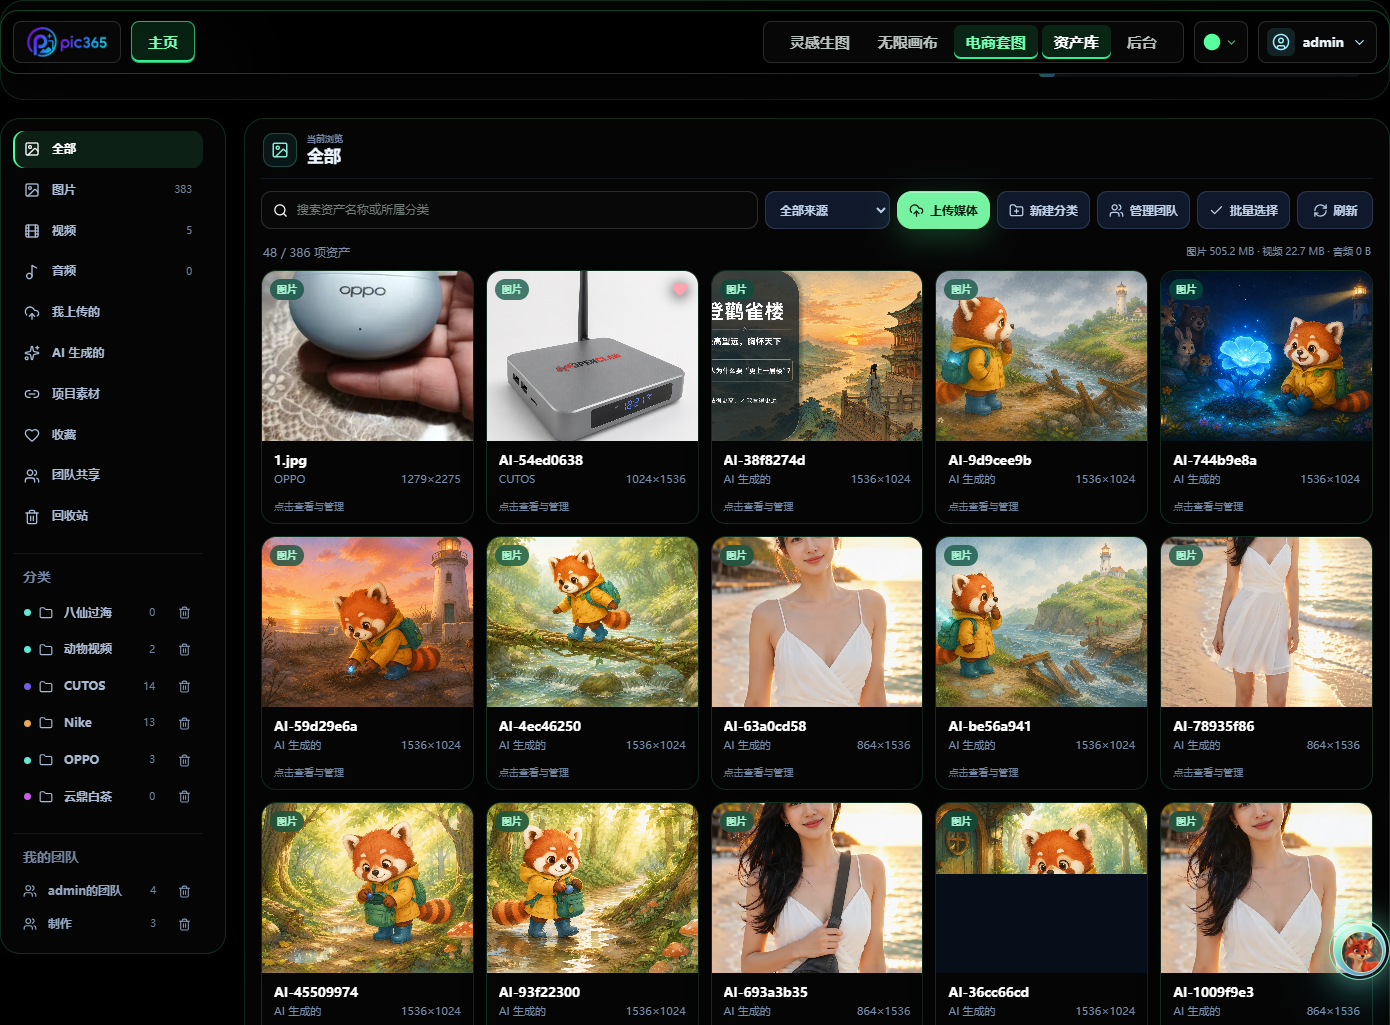 pic365
主页
灵感生图
无限画布
电商套图
资产库
后台
admin
全部
图片 383
视频 5
音频 0
我上传的
AI 生成的
项目素材
收藏
团队共享
回收站
分类
八仙过海 0
动物视频 2
CUTOS 14
Nike 13
OPPO 3
云鼎白茶 0
我的团队
admin的团队 4
制作 3
当前浏览
全部
搜索资产名称或所属分类
全部来源
上传媒体
新建分类
管理团队
批量选择
刷新
48 / 386 项资产
图片 505.2 MB · 视频 22.7 MB · 音频 0 B
图片
oppo
1.jpg
OPPO 1279×2275
点击查看与管理
图片
18:21
AI-54ed0638
CUTOS 1024×1536
点击查看与管理
图片
登鹳雀楼
高望远，胸怀天下
人为什么要"更上一层楼"?
AI-38f8274d
AI 生成的 1536×1024
点击查看与管理
图片
AI-9d9cee9b
AI 生成的 1536×1024
点击查看与管理
图片
AI-744b9e8a
AI 生成的 1536×1024
点击查看与管理
图片
AI-59d29e6a
AI 生成的 1536×1024
点击查看与管理
图片
AI-4ec46250
AI 生成的 1536×1024
点击查看与管理
图片
AI-63a0cd58
AI 生成的 864×1536
点击查看与管理
图片
AI-be56a941
AI 生成的 1536×1024
点击查看与管理
图片
AI-78935f86
AI 生成的 864×1536
点击查看与管理
图片
AI-45509974
AI 生成的 1536×1024
图片
AI-93f22300
AI 生成的 1536×1024
图片
AI-693a3b35
AI 生成的 864×1536
图片
AI-36cc66cd
AI 生成的 1536×1024
图片
AI-1009f9e3
AI 生成的 864×1536